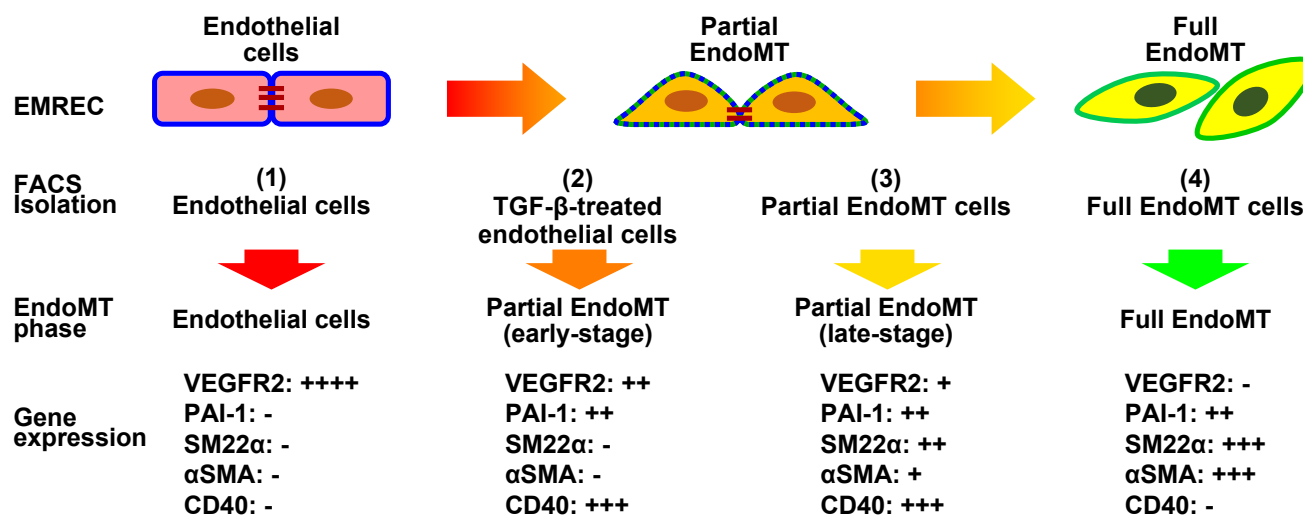 Endothelial
cells
Partial
EndoMT
Full
EndoMT
EMREC
FACS
Isolation
(1)
Endothelial cells
(2)
TGF-β-treated
endothelial cells
(3)
Partial EndoMT cells
(4)
Full EndoMT cells
EndoMT
phase
Endothelial cells
Partial EndoMT
(early-stage)
Partial EndoMT
(late-stage)
Full EndoMT
Gene
expression
VEGFR2: ++++
PAI-1: -
SM22α: -
αSMA: -
CD40: -
VEGFR2: ++
PAI-1: ++
SM22α: -
αSMA: -
CD40: +++
VEGFR2: +
PAI-1: ++
SM22α: ++
αSMA: +
CD40: +++
VEGFR2: -
PAI-1: ++
SM22α: +++
αSMA: +++
CD40: -